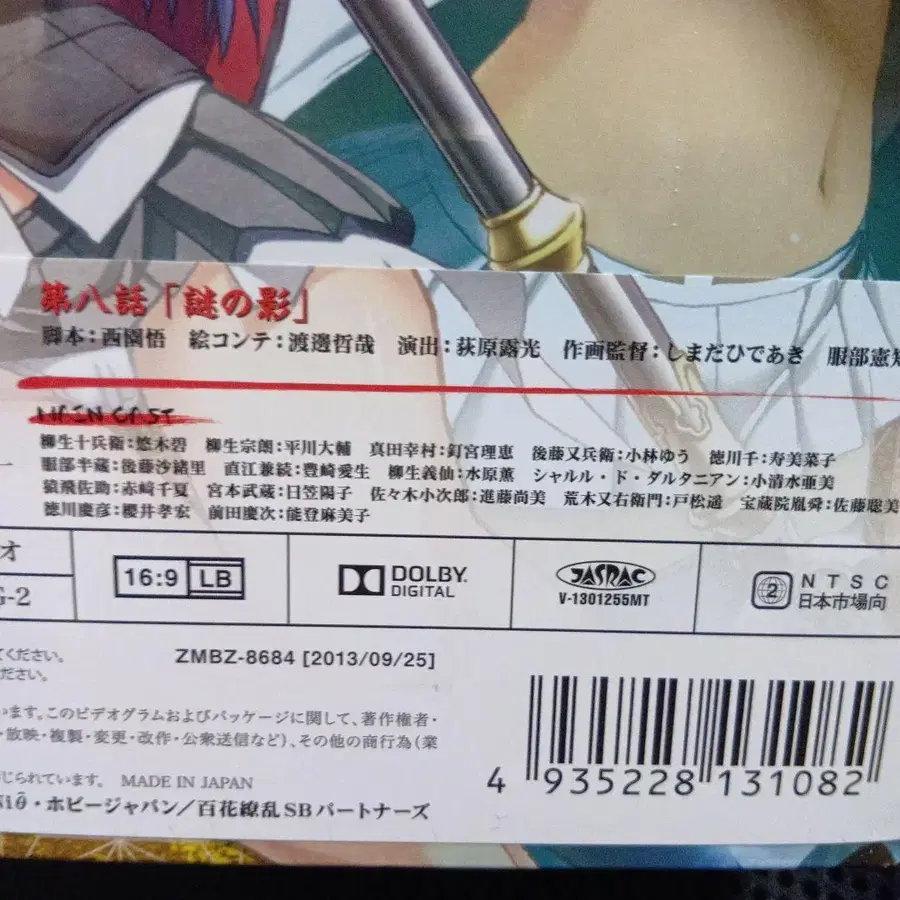 第八話「謎の影」
脚本：西園悟　絵コンテ：渡邊哲哉　演出：荻原露光　作画監督：しまだひであき　服部憲知
MAIN CAST
柳生十兵衛：悠木碧　柳生宗朗：平川大輔　真田幸村：釘宮理恵　後藤又兵衛：小林ゆう　徳川千：寿美菜子
服部半蔵：後藤沙緒里　直江兼続：豊崎愛生　柳生義仙：水原薫　シャルル・ド・ダルタニアン：小清水亜美
猿飛佐助：赤﨑千夏　宮本武蔵：日笠陽子　佐々木小次郎：進藤尚美　荒木又右衛門：戸松遥　宝蔵院胤舜：佐藤聡美
徳川慶彦：櫻井孝宏　前田慶次：能登麻美子
オ
G-2
16:9 LB
DOLBY DIGITAL
JASRAC
V-1301255MT
2
NTSC
日本市場向
てください。
ださい。
ZMBZ-8684 [2013/09/25]
います。このビデオグラムおよびパッケージに関して、著作権者・
・放映・複製・変更・改作・公衆送信など)、その他の商行為(業
じられています。 MADE IN JAPAN
Niθ・ホビージャパン／百花繚乱SBパートナーズ
4 935228 131082